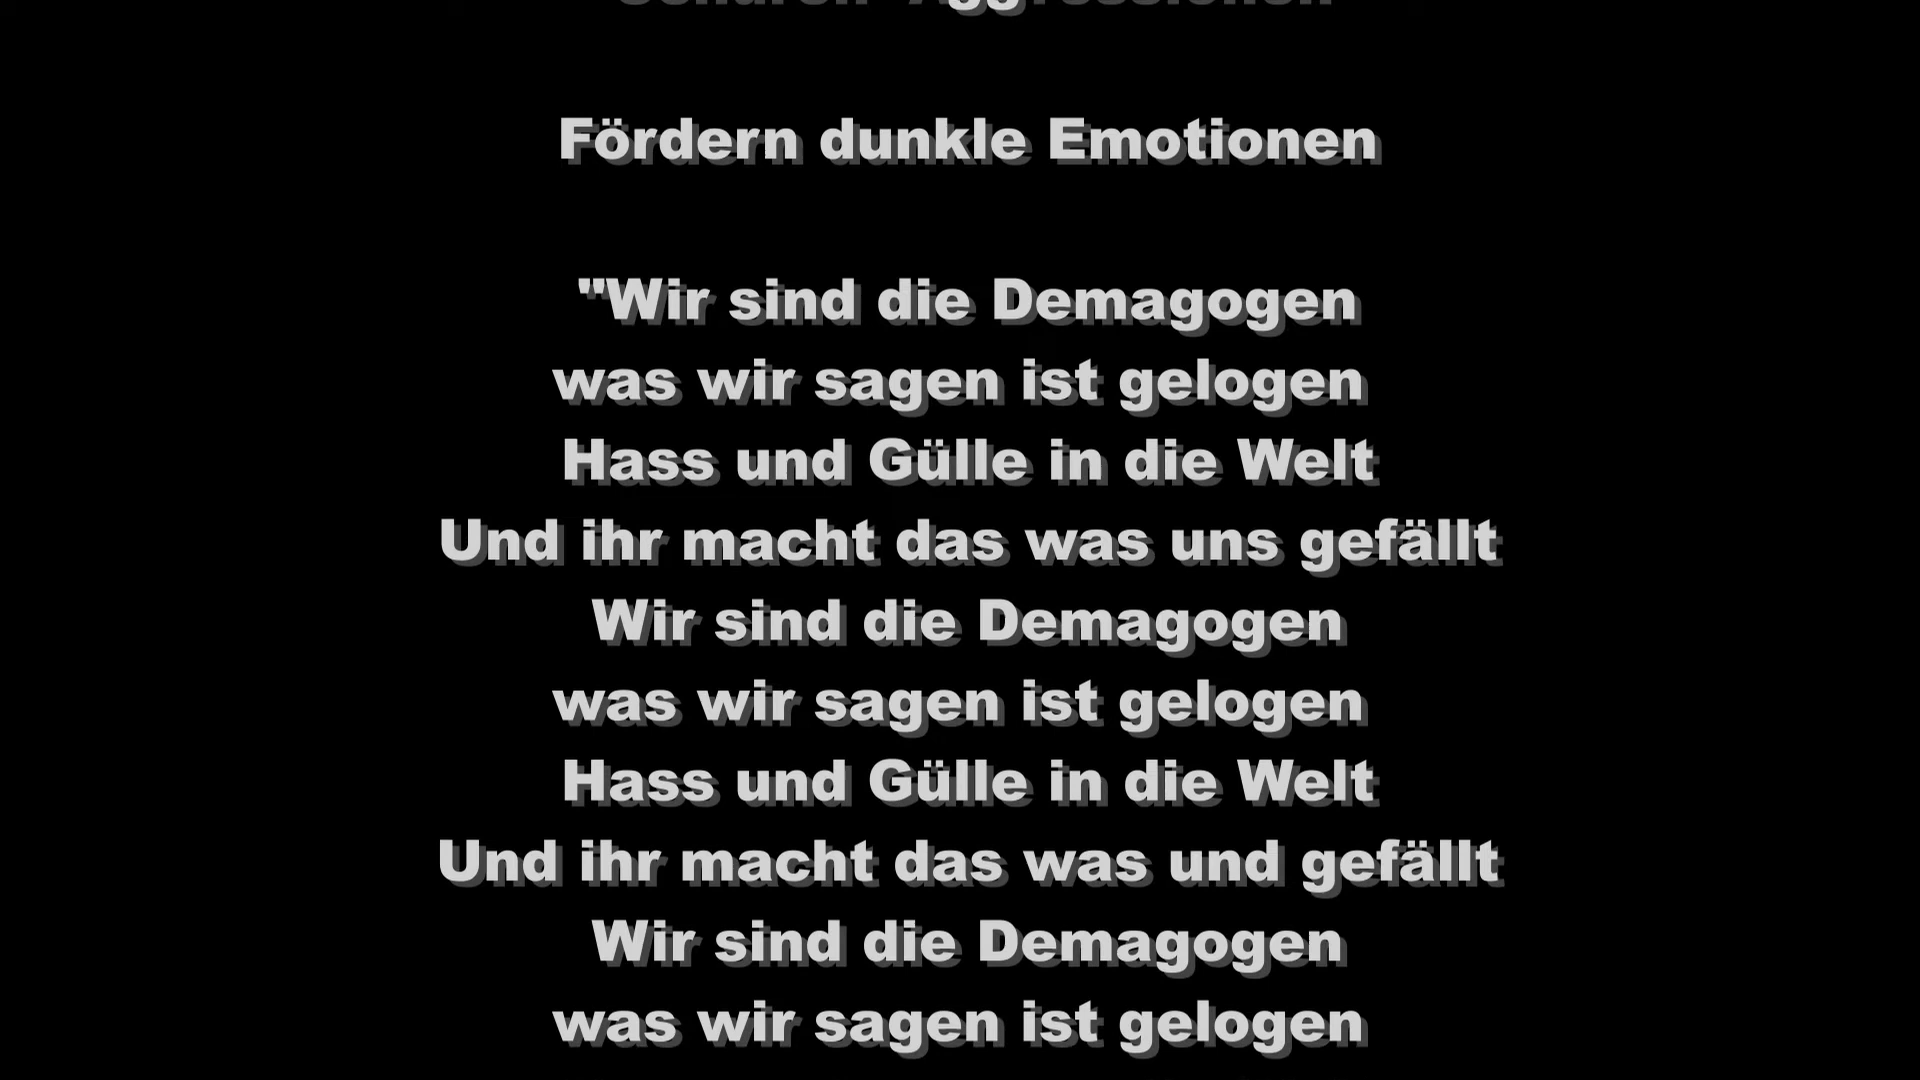 Fördern dunkle Emotionen
"Wir sind die Demagogen
was wir sagen ist gelogen
Hass und Gülle in die Welt
Und ihr macht das was uns gefällt
Wir sind die Demagogen
was wir sagen ist gelogen
Hass und Gülle in die Welt
Und ihr macht das was und gefällt
Wir sind die Demagogen
was wir sagen ist gelogen